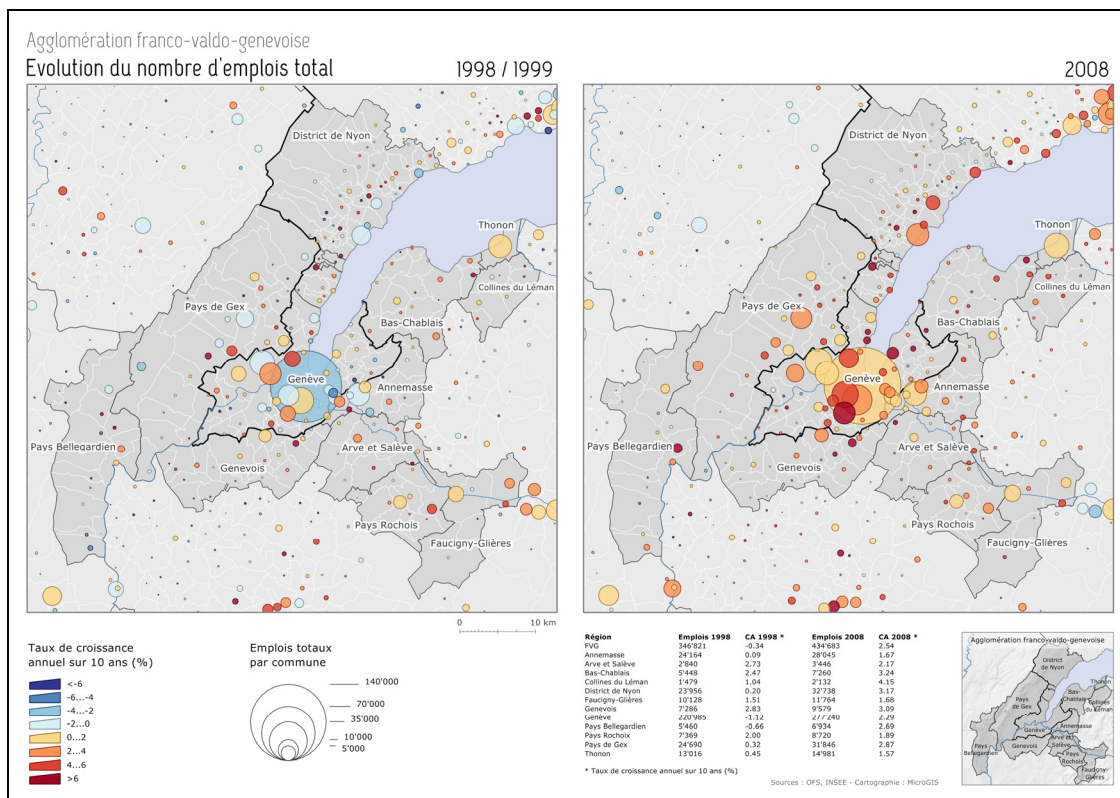 Agglomération franco-valdo-genevoise
Evolution du nombre d'emplois total
1998 / 1999
2008
District de Nyon
Thonon
Collines du Léman
Pays de Gex
Bas-Chablais
Genève
Annemasse
Pays Bellegardien
Arve et Salève
Genevois
Pays Rochois
Faucigny-Glières
District de Nyon
Thonon
Collines du Léman
Pays de Gex
Bas-Chablais
Genève
Annemasse
Pays Bellegardien
Arve et Salève
Genevois
Pays Rochois
Faucigny-Glières
0 10 km
Taux de croissance
annuel sur 10 ans (%)
<-6
-6...-4
-4...-2
-2...0
0...2
2...4
4...6
>6
Emplois totaux
par commune
140'000
70'000
35'000
10'000
5'000
Région Emplois 1998 CA 1998 * Emplois 2008 CA 2008 *
FVG 346'821 -0.34 434'683 2.54
Annemasse 24'164 0.09 28'045 1.67
Arve et Salève 2'840 2.73 3'446 2.17
Bas-Chablais 5'448 2.47 7'260 3.24
Collines du Léman 1'479 1.04 2'132 4.15
District de Nyon 23'956 0.20 32'738 3.17
Faucigny-Glières 10'128 1.51 11'764 1.68
Genevois 7'286 2.83 9'579 3.09
Genève 220'985 -1.12 277'240 2.29
Pays Bellegardien 5'460 -0.66 6'934 2.69
Pays Rochoix 7'369 2.00 8'720 1.89
Pays de Gex 24'690 0.32 31'846 2.87
Thonon 13'016 0.45 14'981 1.57
* Taux de croissance annuel sur 10 ans (%)
Sources : OFS, INSEE - Cartographie : MicroGIS
Agglomération franco-valdo-genevoise
District
de Nyon
Thonon
Pays
de Gex
Bas-
Chablais
Collines
du Léman
Genève
Annemasse
Pays
Bellegardien
Genevois
Arve et
Salève
Pays
Rochois
Faucigny-
Glières